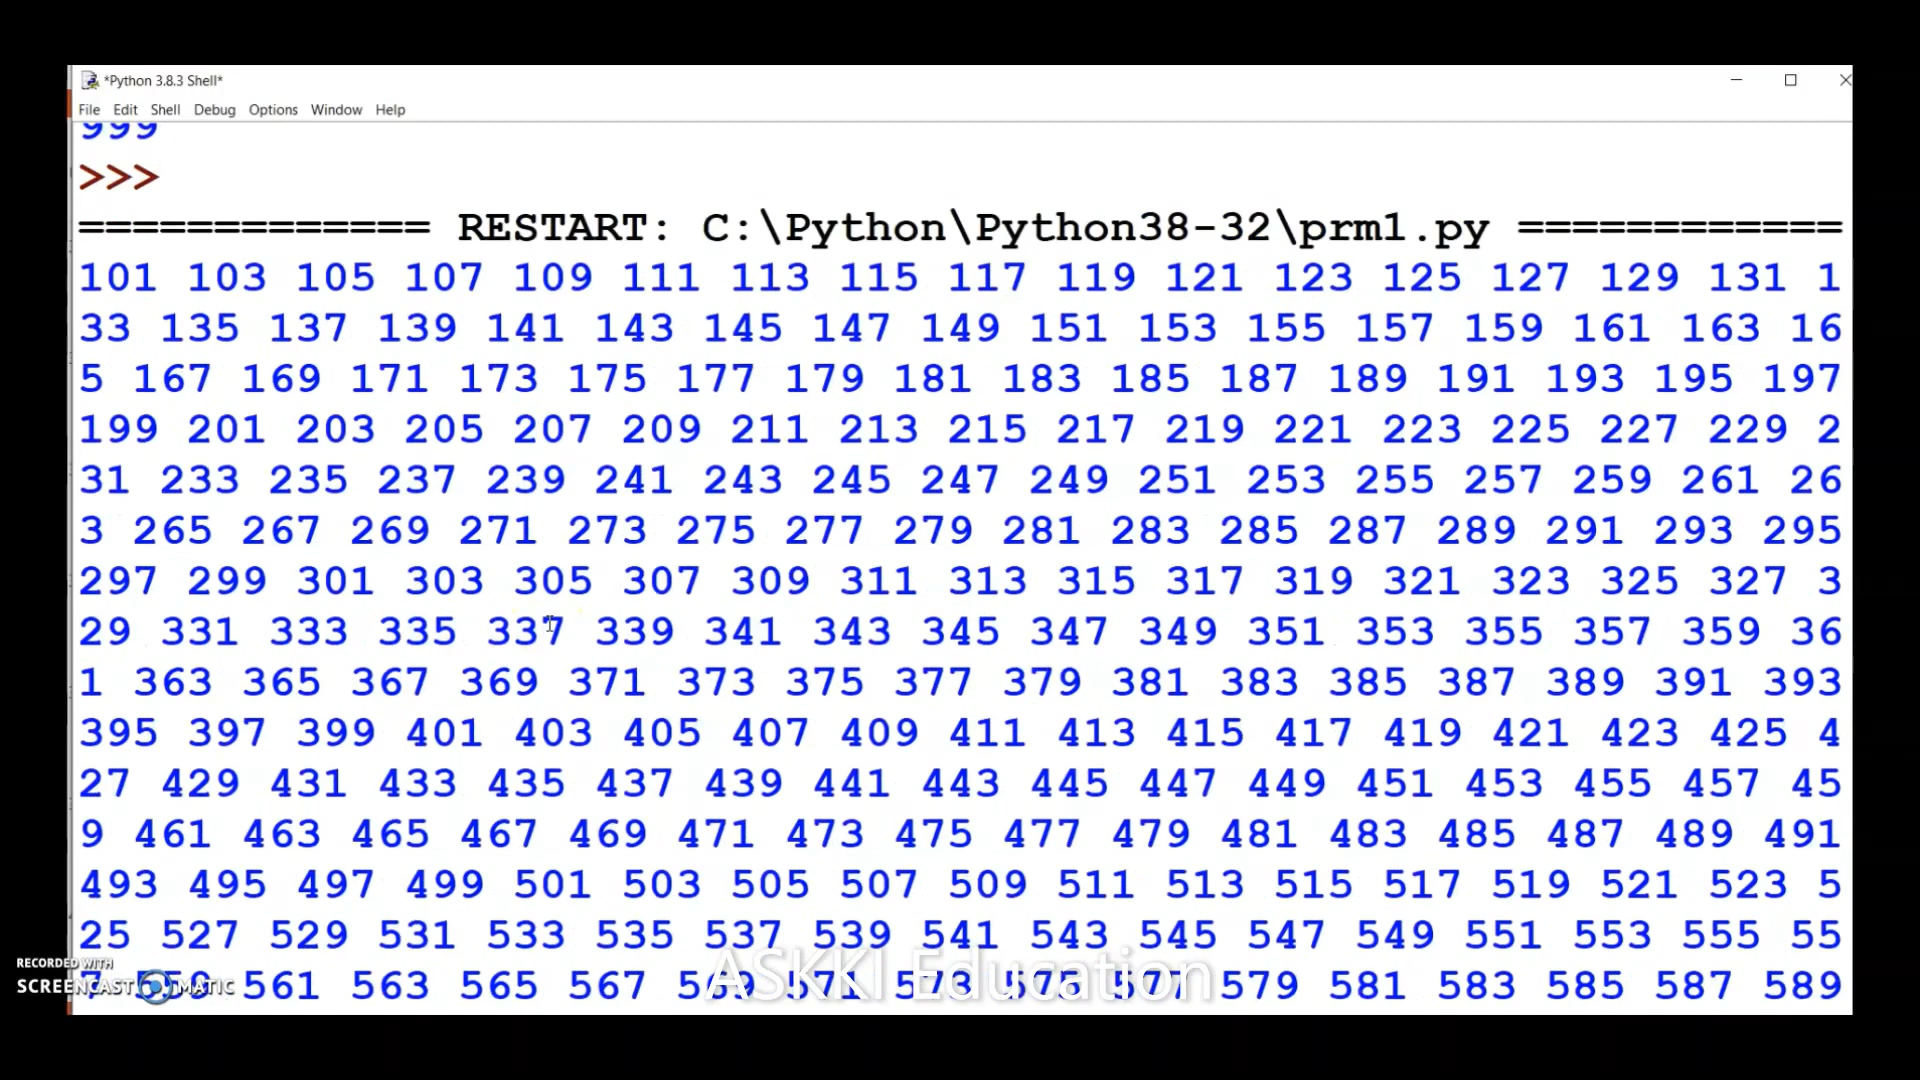 *Python 3.8.3 Shell*
File Edit Shell Debug Options Window Help
999
>>>
============= RESTART: C:\Python\Python38-32\prm1.py ============
101 103 105 107 109 111 113 115 117 119 121 123 125 127 129 131 1
33 135 137 139 141 143 145 147 149 151 153 155 157 159 161 163 16
5 167 169 171 173 175 177 179 181 183 185 187 189 191 193 195 197
199 201 203 205 207 209 211 213 215 217 219 221 223 225 227 229 2
31 233 235 237 239 241 243 245 247 249 251 253 255 257 259 261 26
3 265 267 269 271 273 275 277 279 281 283 285 287 289 291 293 295
297 299 301 303 305 307 309 311 313 315 317 319 321 323 325 327 3
29 331 333 335 337 339 341 343 345 347 349 351 353 355 357 359 36
1 363 365 367 369 371 373 375 377 379 381 383 385 387 389 391 393
395 397 399 401 403 405 407 409 411 413 415 417 419 421 423 425 4
27 429 431 433 435 437 439 441 443 445 447 449 451 453 455 457 45
9 461 463 465 467 469 471 473 475 477 479 481 483 485 487 489 491
493 495 497 499 501 503 505 507 509 511 513 515 517 519 521 523 5
25 527 529 531 533 535 537 539 541 543 545 547 549 551 553 555 55
7 559 561 563 565 567 569 571 573 575 577 579 581 583 585 587 589
RECORDED WITH
SCREENCAST MATIC
ASKKI Education